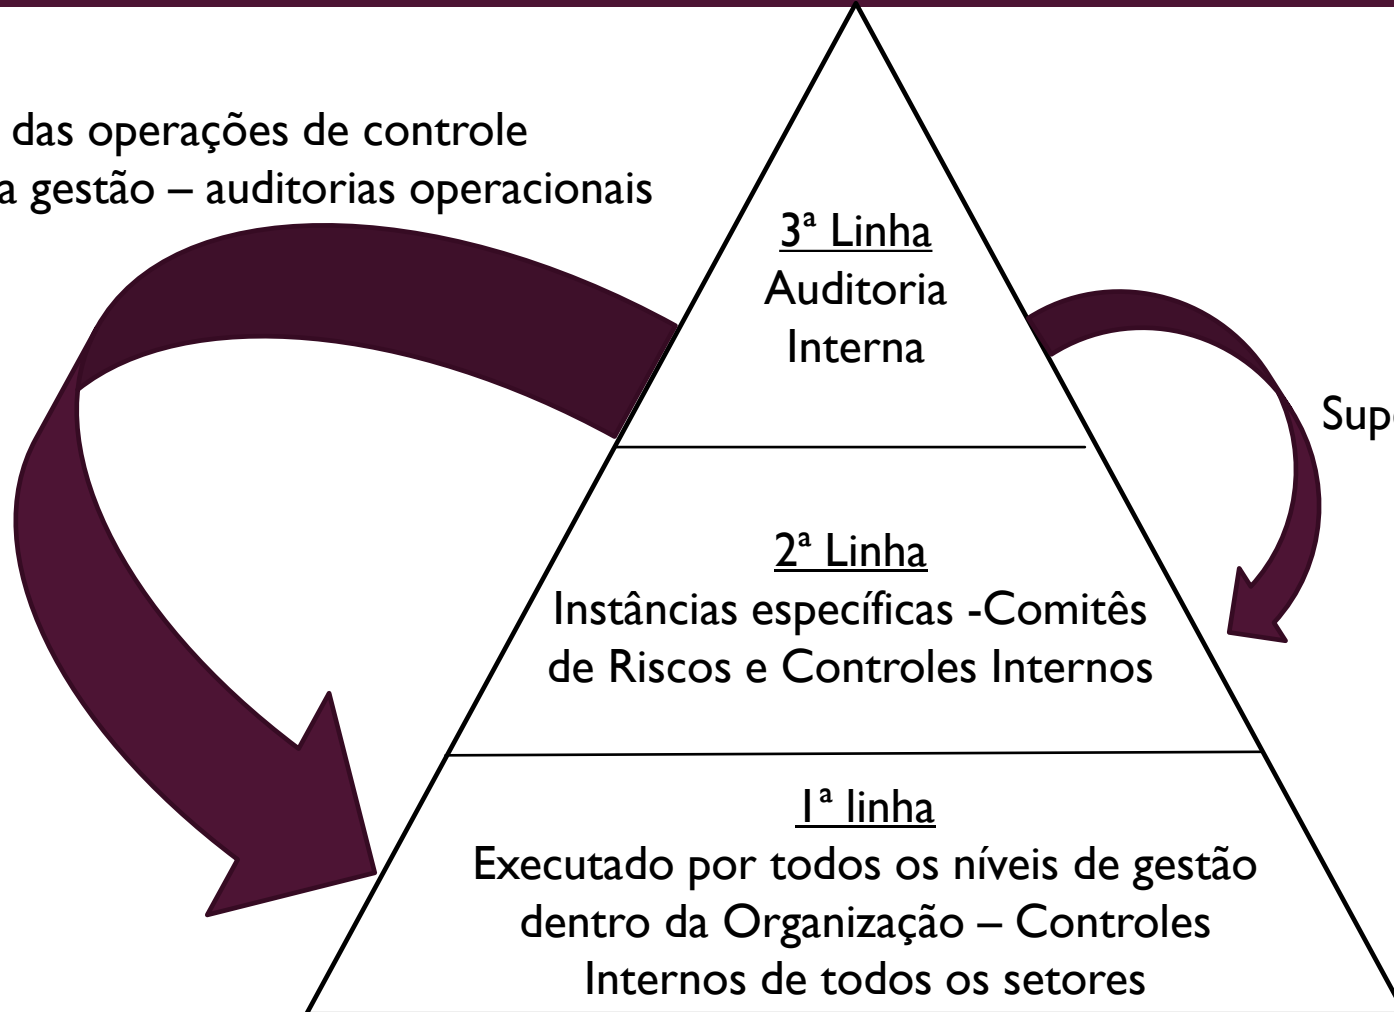 das operações de controle
a gestão – auditorias operacionais
3ª Linha
Auditoria
Interna
2ª Linha
Instâncias específicas -Comitês
de Riscos e Controles Internos
1ª linha
Executado por todos os níveis de gestão
dentro da Organização – Controles
Internos de todos os setores